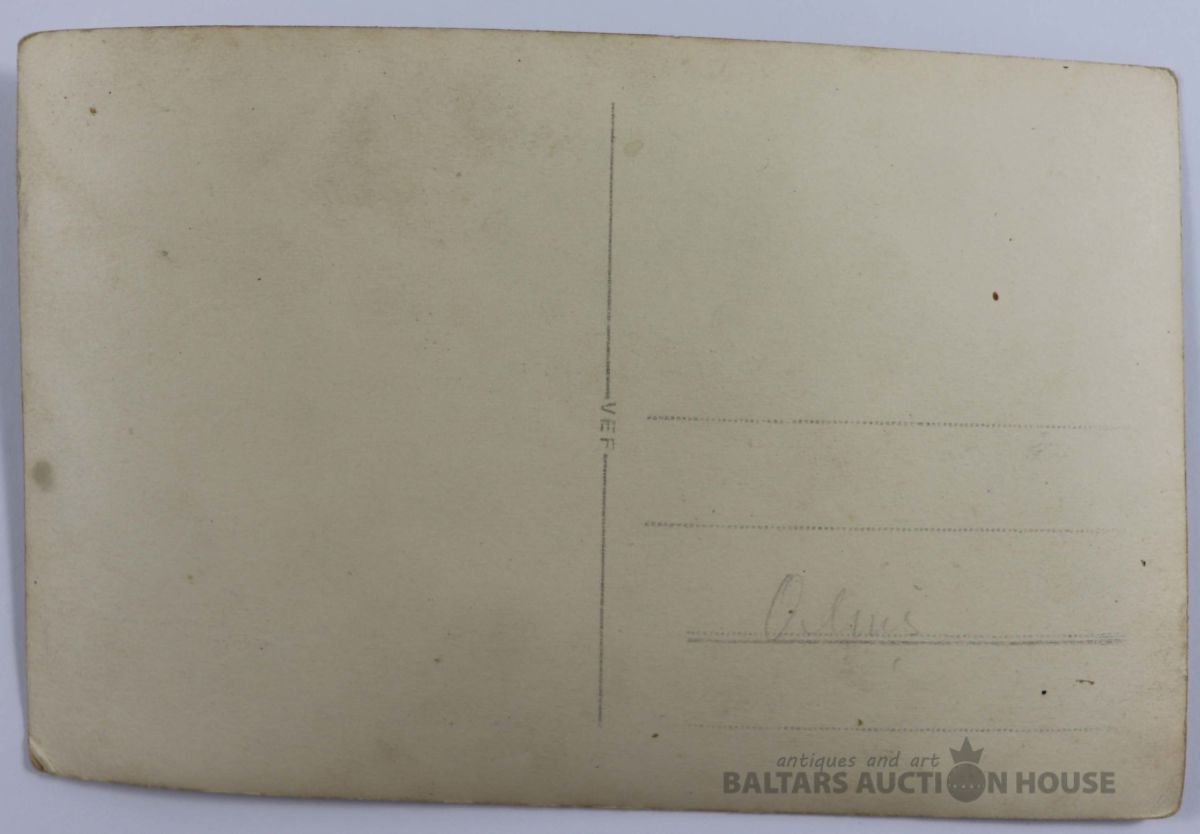 VEF
antiques and art
BALTARS AUCTION HOUSE